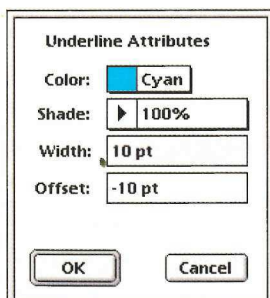 Underline Attributes
Color: Cyan
Shade: 100%
Width: 10 pt
Offset: -10 pt
OK Cancel